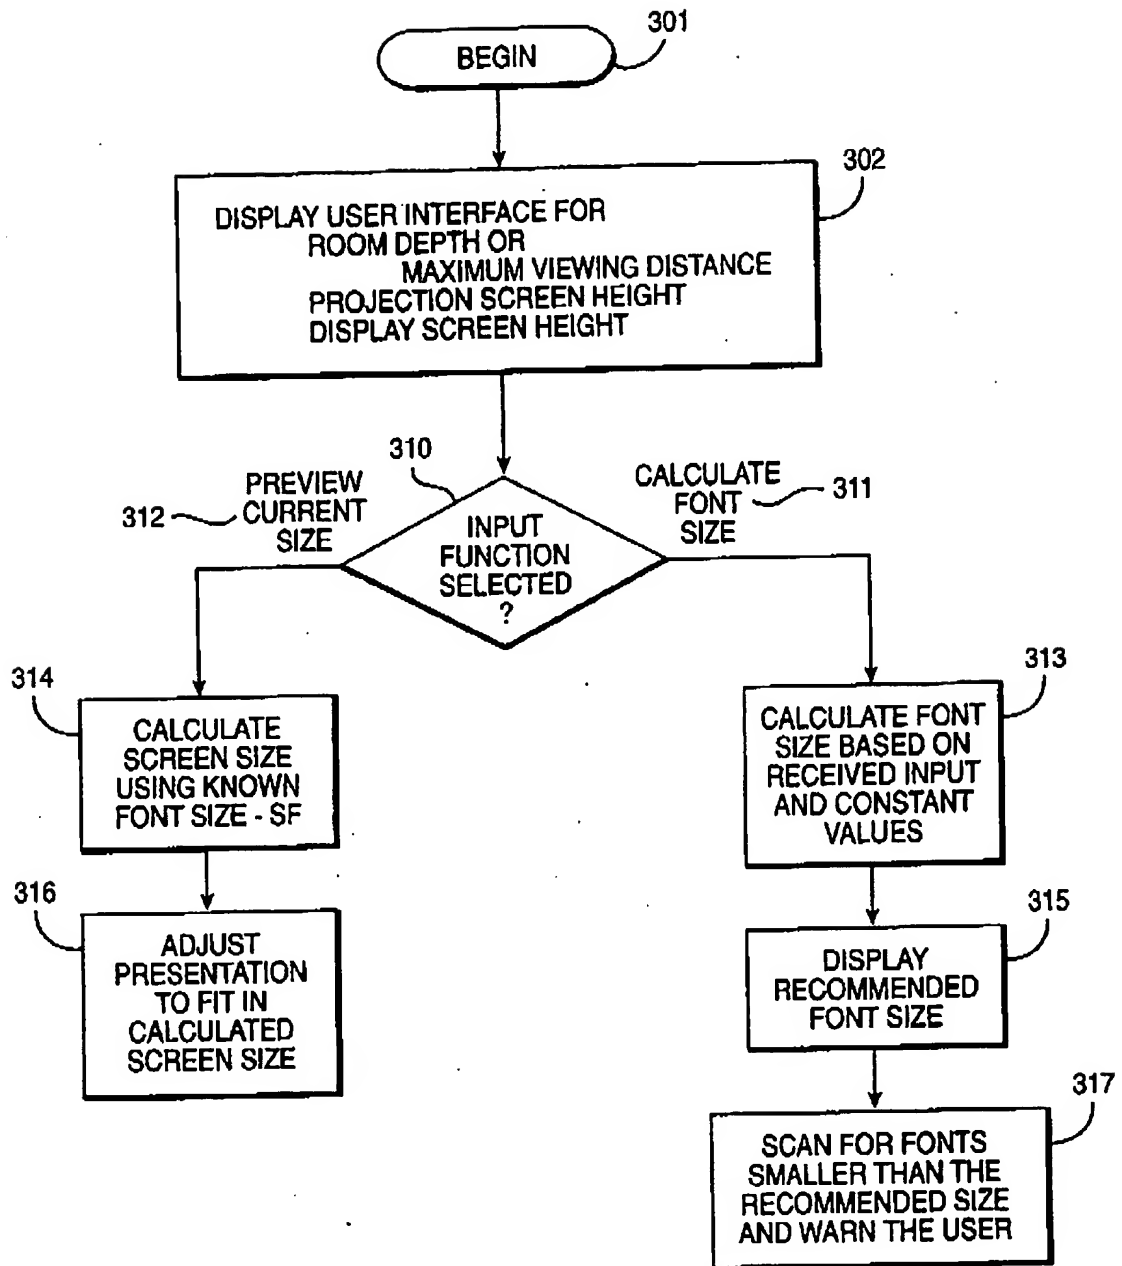 BEGIN
301
302
DISPLAY USER INTERFACE FOR
ROOM DEPTH OR
MAXIMUM VIEWING DISTANCE
PROJECTION SCREEN HEIGHT
DISPLAY SCREEN HEIGHT
310
312
PREVIEW
CURRENT
SIZE
CALCULATE
FONT
SIZE
311
INPUT
FUNCTION
SELECTED
?
314
CALCULATE
SCREEN SIZE
USING KNOWN
FONT SIZE - SF
313
CALCULATE FONT
SIZE BASED ON
RECEIVED INPUT
AND CONSTANT
VALUES
316
ADJUST
PRESENTATION
TO FIT IN
CALCULATED
SCREEN SIZE
315
DISPLAY
RECOMMENDED
FONT SIZE
317
SCAN FOR FONTS
SMALLER THAN THE
RECOMMENDED SIZE
AND WARN THE USER